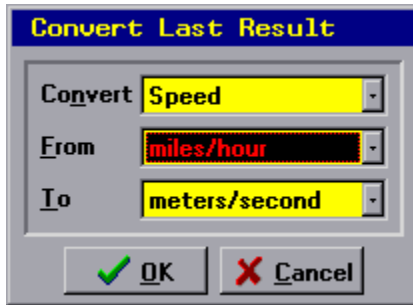 Convert Last Result
Convert Speed
From miles/hour
To meters/second
OK Cancel